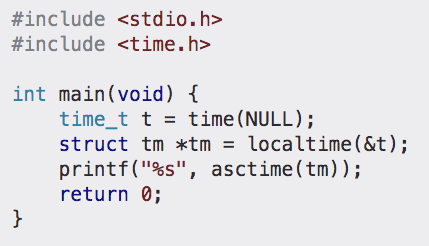 #include <stdio.h>
#include <time.h>

int main(void) {
    time_t t = time(NULL);
    struct tm *tm = localtime(&t);
    printf("%s", asctime(tm));
    return 0;
}